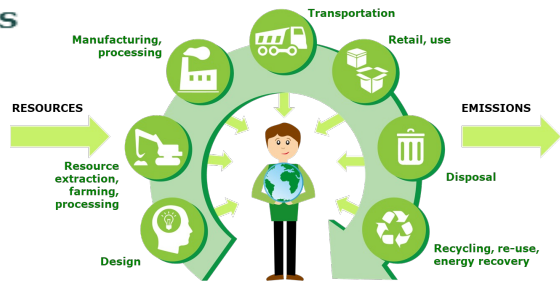 s
Transportation
Manufacturing,
processing
Retail, use
RESOURCES
EMISSIONS
Resource
extraction,
farming,
processing
Disposal
Design
Recycling, re-use,
energy recovery